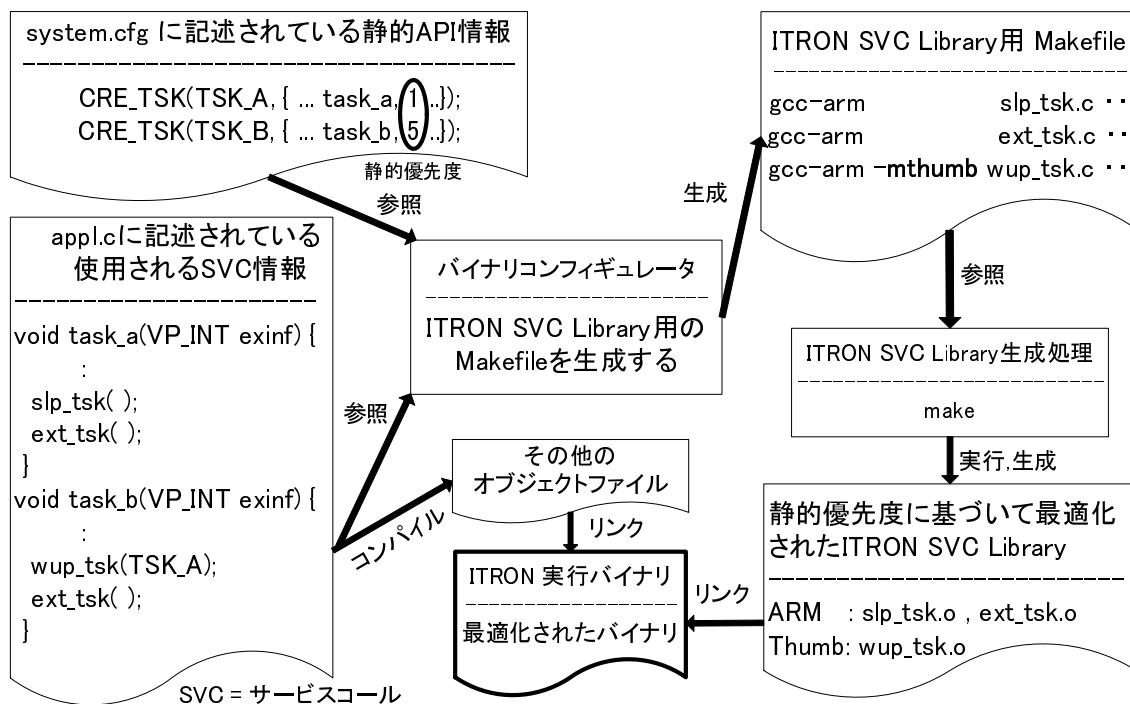 system.cfg に記述されている静的API情報
CRE_TSK(TSK_A, { ... task_a, 1 ..});
CRE_TSK(TSK_B, { ... task_b, 5 ..});
静的優先度
参照
appl.cに記述されている
使用されるSVC情報
void task_a(VP_INT exinf) {
:
slp_tsk( );
ext_tsk( );
}
void task_b(VP_INT exinf) {
:
wup_tsk(TSK_A);
ext_tsk( );
}
SVC = サービスコール
参照
コンパイル
バイナリコンフィギュレータ
ITRON SVC Library用の
Makefileを生成する
生成
ITRON SVC Library用 Makefile
gcc-arm slp_tsk.c ‥
gcc-arm ext_tsk.c ‥
gcc-arm -mthumb wup_tsk.c ‥
参照
ITRON SVC Library生成処理
make
実行,生成
静的優先度に基づいて最適化
されたITRON SVC Library
ARM : slp_tsk.o , ext_tsk.o
Thumb: wup_tsk.o
リンク
その他の
オブジェクトファイル
リンク
ITRON 実行バイナリ
最適化されたバイナリ